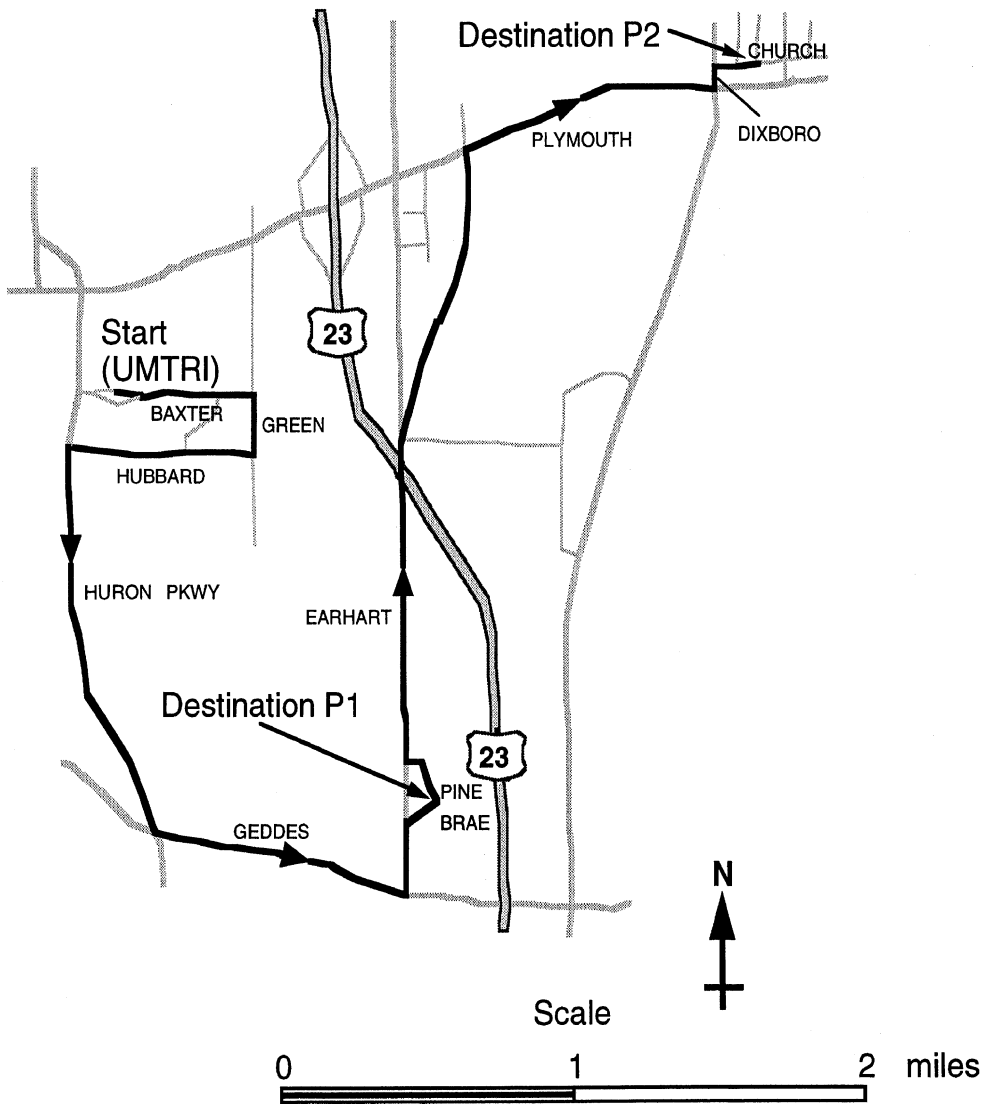 Destination P2
CHURCH
PLYMOUTH
DIXBORO
Start
(UMTRI)
23
BAXTER
GREEN
HUBBARD
HURON PKWY
EARHART
Destination P1
23
PINE
BRAE
GEDDES
N
Scale
0 1 2 miles